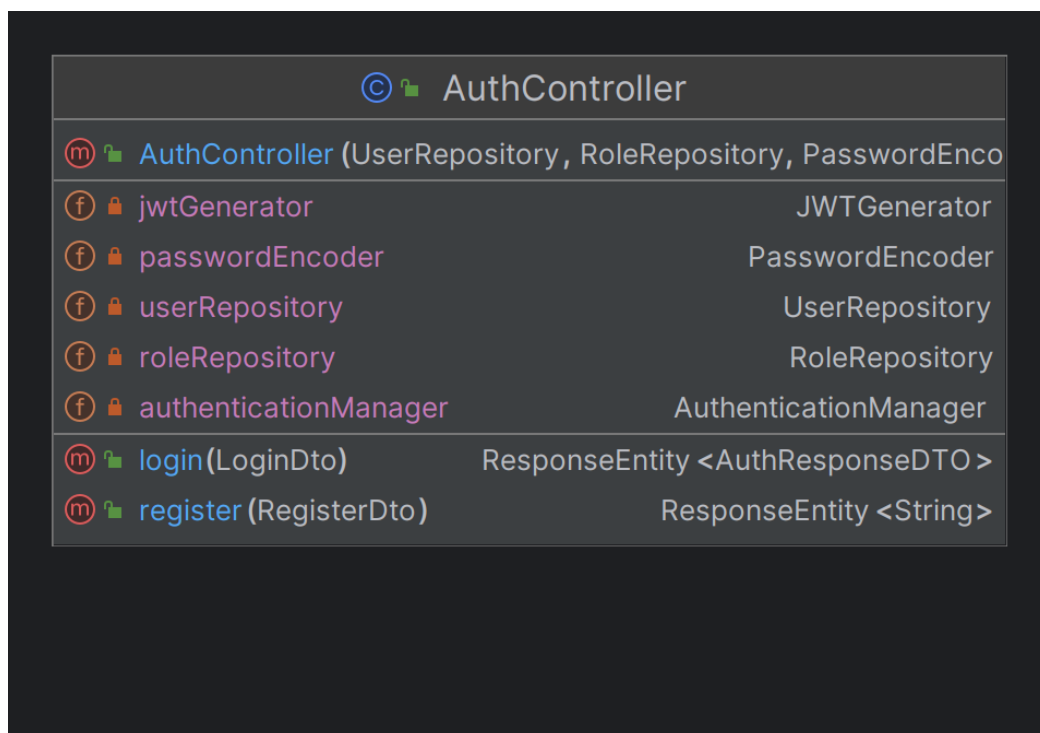 © AuthController
m AuthController(UserRepository, RoleRepository, PasswordEnco
f jwtGenerator JWTGenerator
f passwordEncoder PasswordEncoder
f userRepository UserRepository
f roleRepository RoleRepository
f authenticationManager AuthenticationManager
m login(LoginDto) ResponseEntity<AuthResponseDTO>
m register(RegisterDto) ResponseEntity<String>